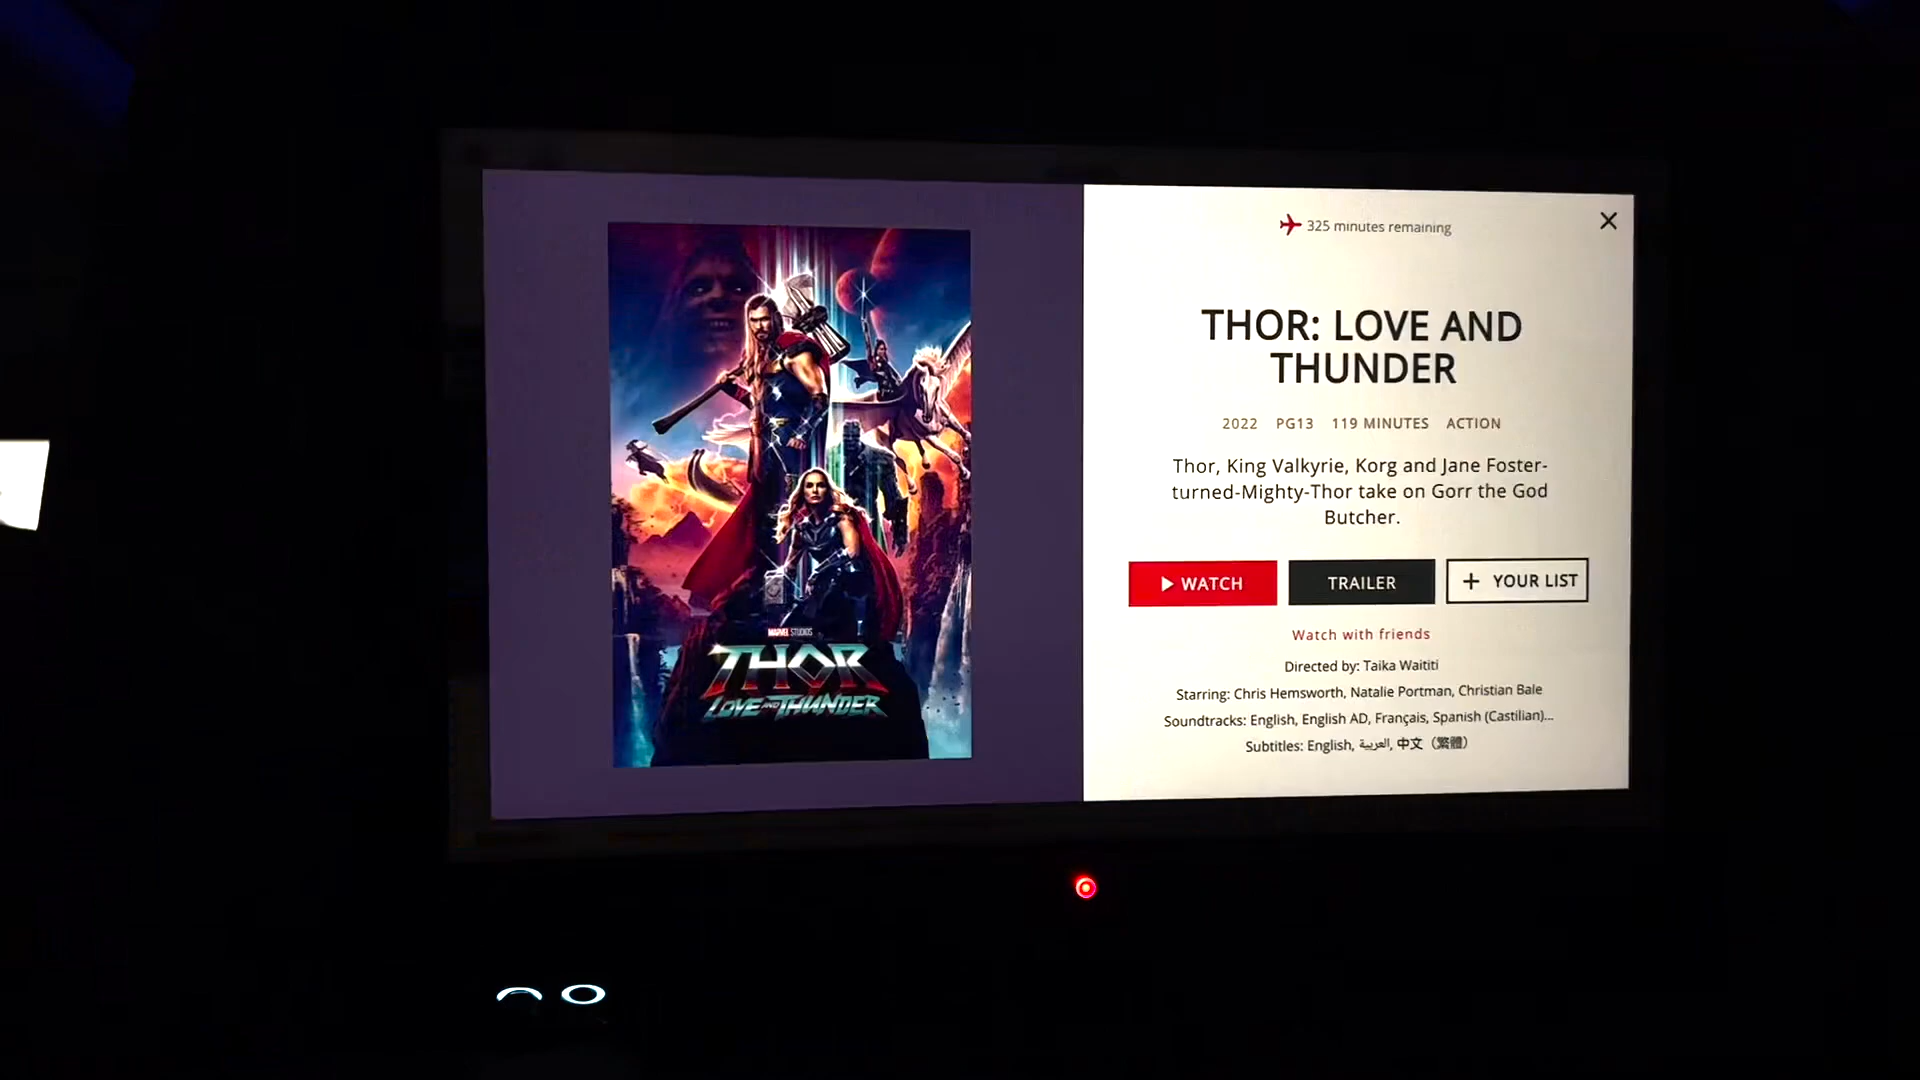 MARVEL STUDIOS
THOR
LOVE AND THUNDER
325 minutes remaining
THOR: LOVE AND
THUNDER
2022 PG13 119 MINUTES ACTION
Thor, King Valkyrie, Korg and Jane Foster-
turned-Mighty-Thor take on Gorr the God
Butcher.
WATCH
TRAILER
+ YOUR LIST
Watch with friends
Directed by: Taika Waititi
Starring: Chris Hemsworth, Natalie Portman, Christian Bale
Soundtracks: English, English AD, Français, Spanish (Castilian)...
Subtitles: English, العربية, 中文（繁體）